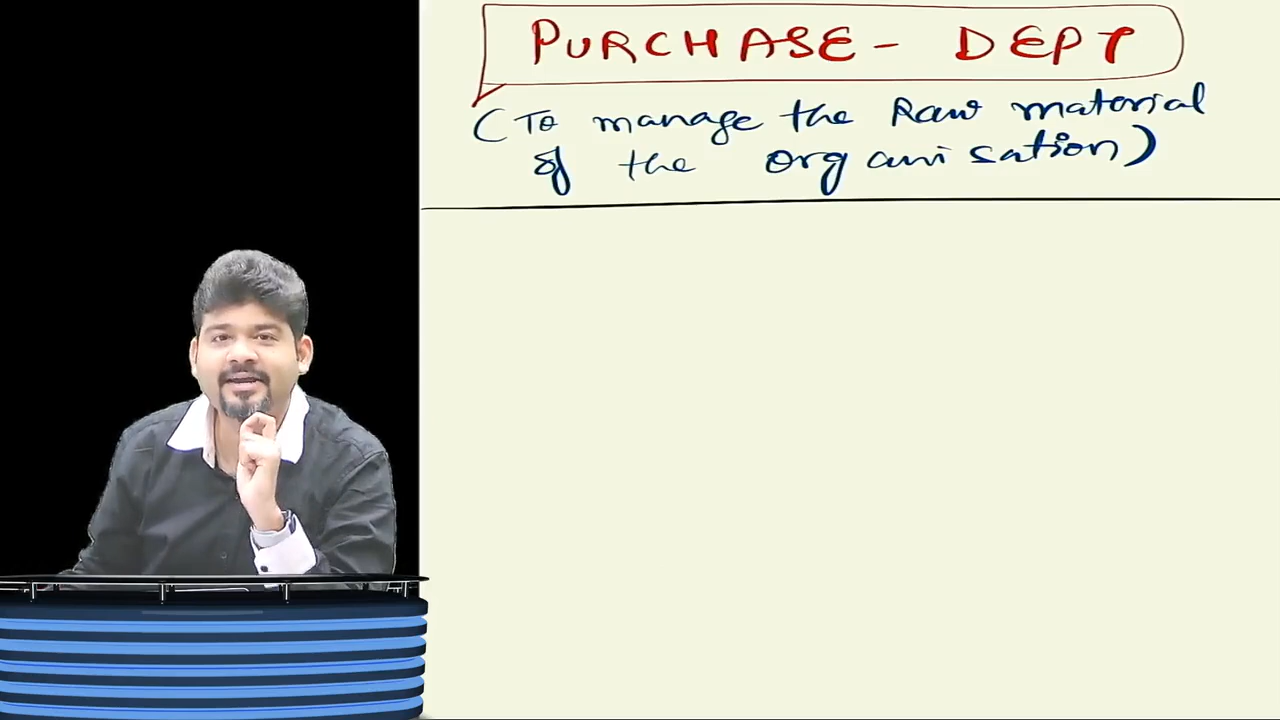 PURCHASE - DEPT
(To manage the Raw material
of the organisation)